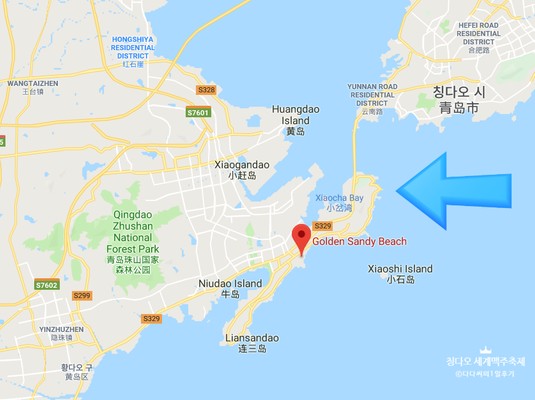 HONGSHIYA
RESIDENTIAL
DISTRICT
红石崖
HEFEI ROAD
RESIDENTIAL
DISTRICT
合肥路
WANGTAIZHEN
王台镇
S328
YUNNAN ROAD
RESIDENTIAL
DISTRICT
云南路
칭다오 시
青岛市
Huangdao
Island
黄岛
S7601
Xiaogandao
小赶岛
Xiaocha Bay
小岔湾
S329
Golden Sandy Beach
Qingdao
Zhushan
National
Forest Park
青岛珠山国家
森林公园
Xiaoshi Island
小石岛
Niudao Island
牛岛
S7602
S299
S329
YINZHUZHEN
隐珠镇
Liansandao
连三岛
황다오 구
黄岛区
칭다오 세계맥주축제